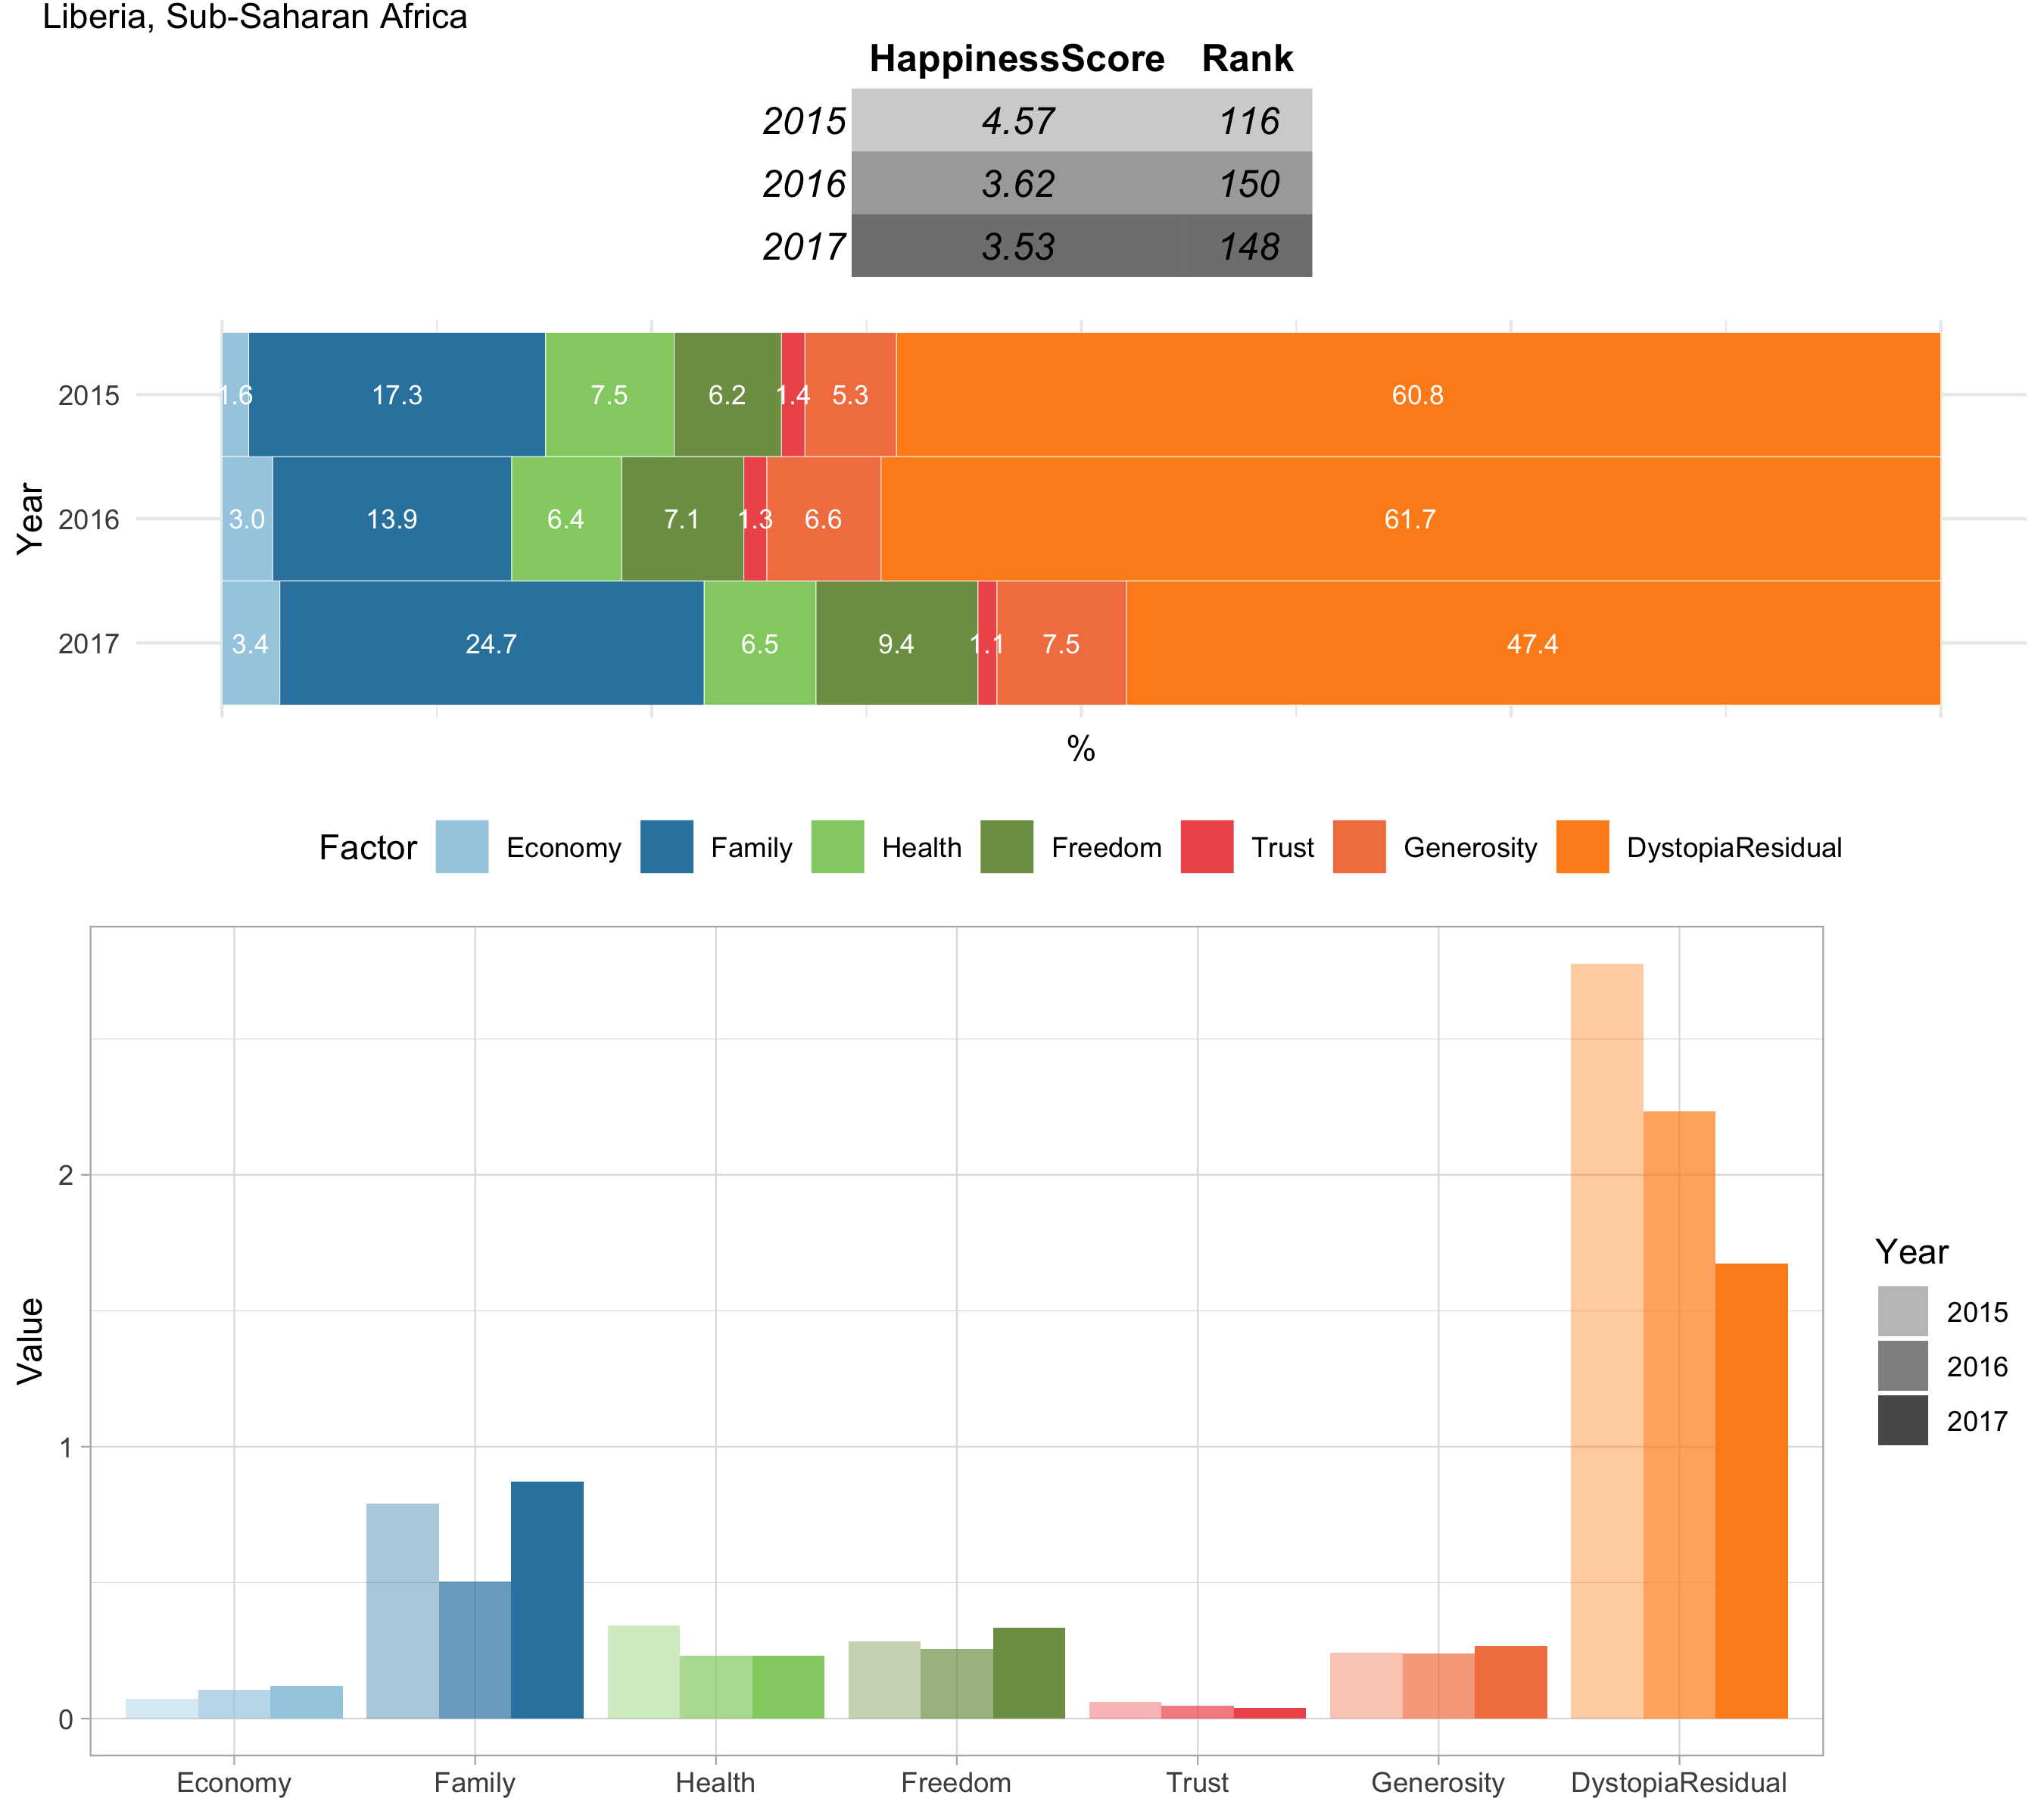 Liberia, Sub-Saharan Africa
HappinessScore Rank
2015 4.57 116
2016 3.62 150
2017 3.53 148
2015 1.6 17.3 7.5 6.2 1.4 5.3 60.8
2016 3.0 13.9 6.4 7.1 1.3 6.6 61.7
2017 3.4 24.7 6.5 9.4 1.1 7.5 47.4
Year
%
Factor Economy Family Health Freedom Trust Generosity DystopiaResidual
Value
2
1
0
Economy Family Health Freedom Trust Generosity DystopiaResidual
Year
2015
2016
2017